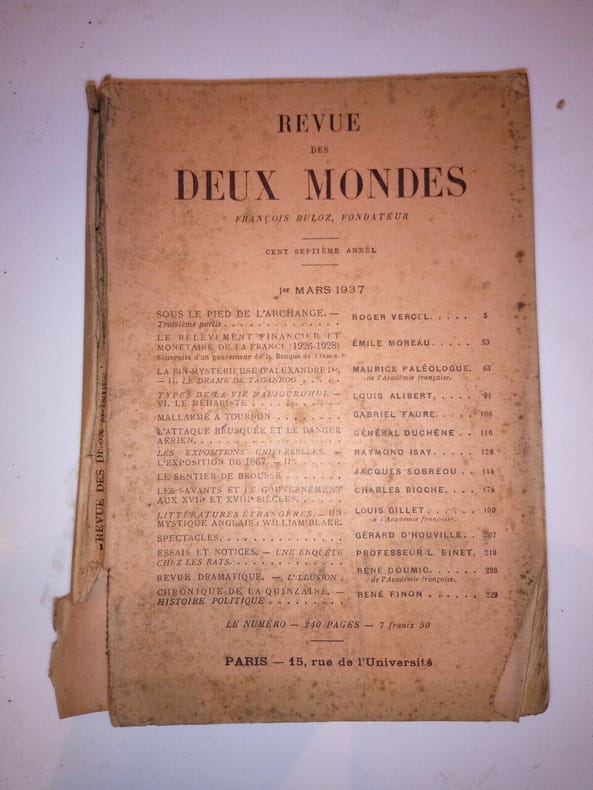 REVUE
DES
DEUX MONDES
FRANÇOIS BULOZ, FONDATEUR
CENT SEPTIÈME ANNÉE
1er MARS 1937
SOUS LE PIED DE L'ARCHANGE. —
Troisième partie . . . . . . . . . . . . . ROGER VERCEL. . . . . 5
LE RELÈVEMENT FINANCIER ET
MONÉTAIRE DE LA FRANCE (1926-1928) ÉMILE MOREAU. . . . . 53
Souvenirs d'un gouverneur de la Banque de France.
LA FIN MYSTÉRIEUSE D'ALEXANDRE Ier. MAURICE PALÉOLOGUE. 63
— II. LE DRAME DE TAGANROG . . . . . de l'Académie française.
TYPES DE LA VIE D'AUJOURD'HUI. —
VI. LE MÉHARISTE . . . . . . . . . . LOUIS ALIBERT. . . . . 91
MALLARMÉ A TOURNON . . . . . . . . GABRIEL FAURE. . . . . 106
L'ATTAQUE BRUSQUÉE ET LE DANGER
AÉRIEN. . . . . . . . . . . . . . . . GÉNÉRAL DUCHÊNE . . 116
LES EXPOSITIONS UNIVERSELLES. —
L'EXPOSITION DE 1867. — II . . . . . RAYMOND ISAY. . . . .
LE SENTIER DE BROUSSE . . . . . . . JACQUES SOBREOU . . 144
LES SAVANTS ET LE GOUVERNEMENT
AUX XVIIe ET XVIIIe SIÈCLES. . . . . CHARLES BIOCHE. . . . 174
LITTÉRATURES ÉTRANGÈRES. — UN LOUIS GILLET . . . . . 190
MYSTIQUE ANGLAIS: WILLIAM BLAKE. de l'Académie française.
SPECTACLES. . . . . . . . . . . . . . GÉRARD D'HOUVILLE. . 207
ESSAIS ET NOTICES. — UNE ENQUÊTE
CHEZ LES RATS. . . . . . . . . . . . PROFESSEUR L. BINET. 219
REVUE DRAMATIQUE. — L'ILLUSION . RENÉ DOUMIC. . . . . . 226
de l'Académie française.
CHRONIQUE DE LA QUINZAINE. —
HISTOIRE POLITIQUE . . . . . . . . . RENÉ PINON . . . . . . 229
LE NUMÉRO — 240 PAGES — 7 francs 50
PARIS — 15, rue de l'Université
REVUE DES DEUX MONDES